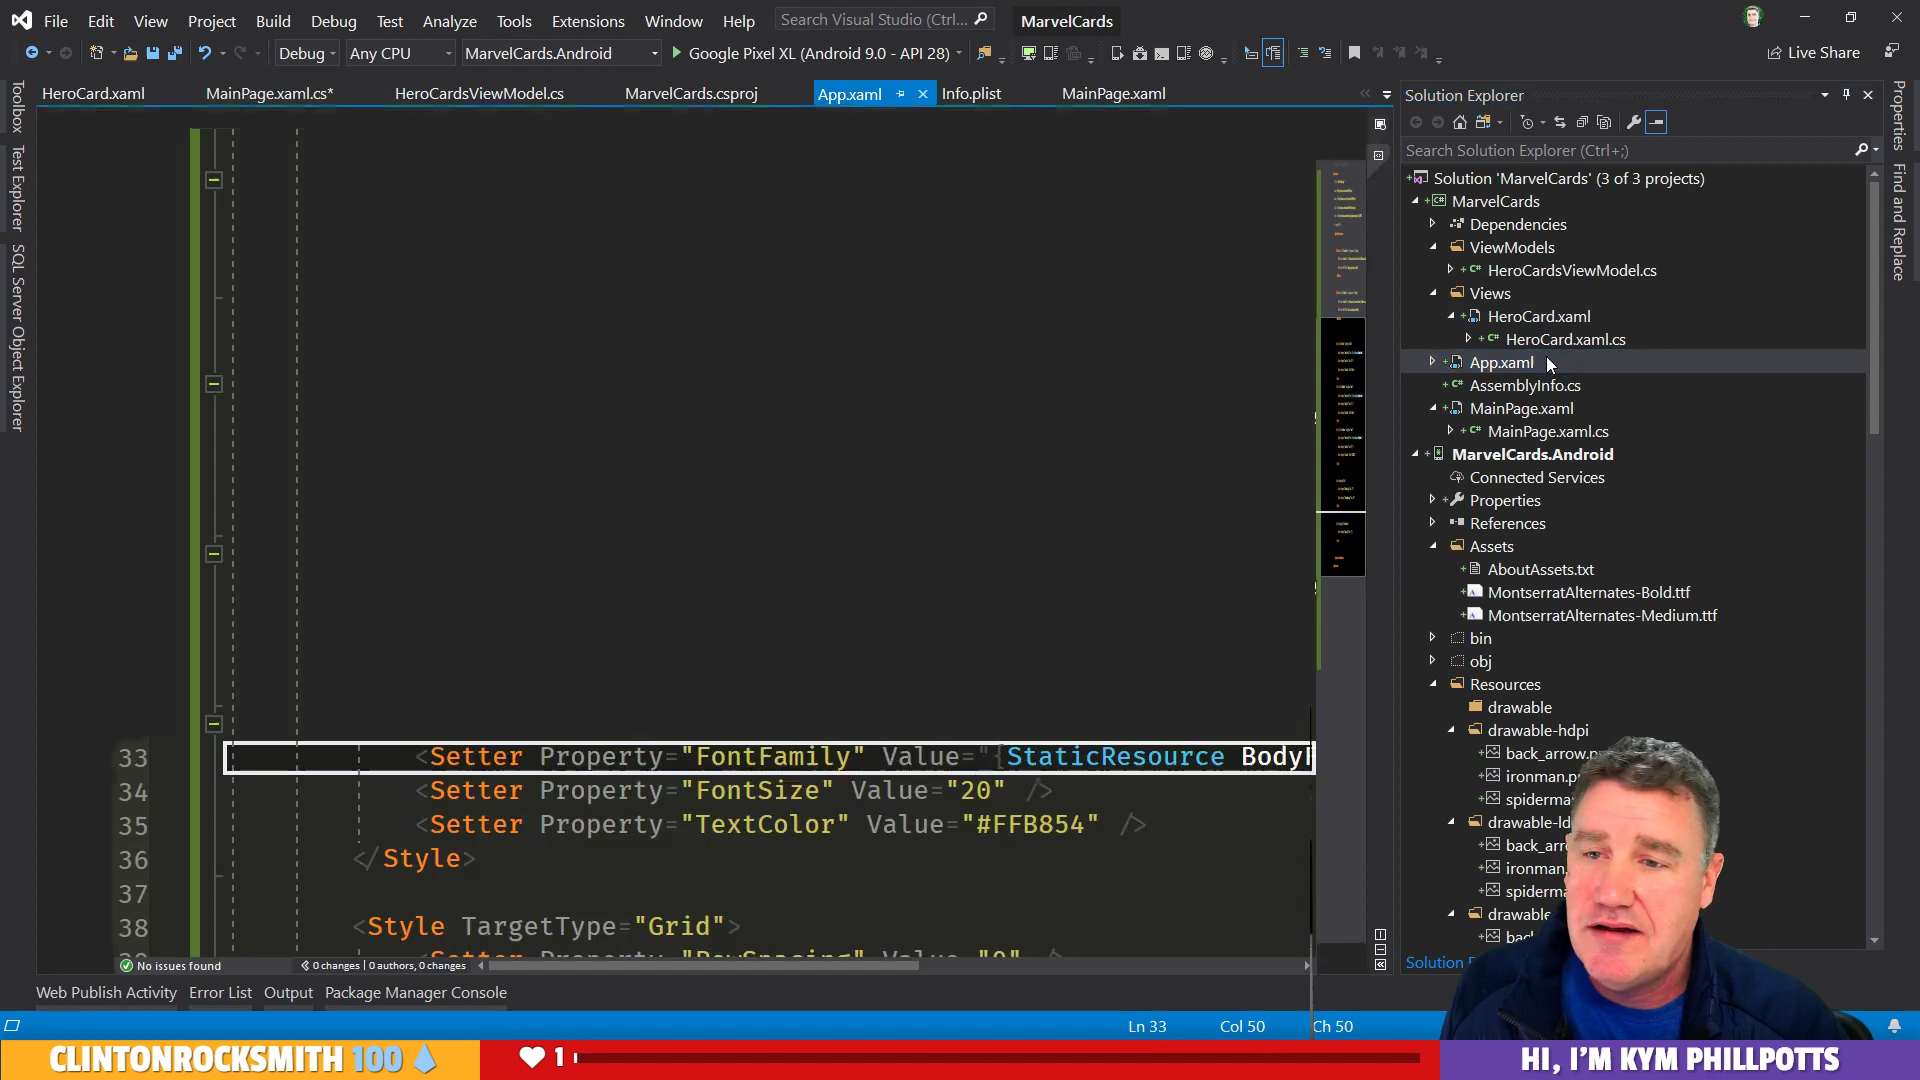 File Edit View Project Build Debug Test Analyze Tools Extensions Window Help Search Visual Studio (Ctrl... MarvelCards
Debug Any CPU MarvelCards.Android Google Pixel XL (Android 9.0 - API 28) Live Share
HeroCard.xaml MainPage.xaml.cs* HeroCardsViewModel.cs MarvelCards.csproj App.xaml Info.plist MainPage.xaml
Toolbox
Test Explorer
SQL Server Object Explorer
33 <Setter Property="FontFamily" Value="{StaticResource
34 <Setter Property="FontSize" Value="20" />
35 <Setter Property="TextColor" Value="#FFB854" />
36 </Style>
37
38 <Style TargetType="Grid">
No issues found 0 changes | 0 authors, 0 changes
Solution Explorer
Search Solution Explorer (Ctrl+;)
Solution 'MarvelCards' (3 of 3 projects)
MarvelCards
Dependencies
ViewModels
HeroCardsViewModel.cs
Views
HeroCard.xaml
HeroCard.xaml.cs
App.xaml
AssemblyInfo.cs
MainPage.xaml
MainPage.xaml.cs
MarvelCards.Android
Connected Services
Properties
References
Assets
AboutAssets.txt
MontserratAlternates-Bold.ttf
MontserratAlternates-Medium.ttf
bin
obj
Resources
drawable
drawable-hdpi
back_arrow.p
ironman.p
spiderma
drawable-ld
back_arr
ironman.
spiderma
drawable
bac
Solution
Properties
Find and Replace
Web Publish Activity Error List Output Package Manager Console
Ln 33 Col 50 Ch 50
CLINTONROCKSMITH 100 1 HI, I'M KYM PHILLPOTTS